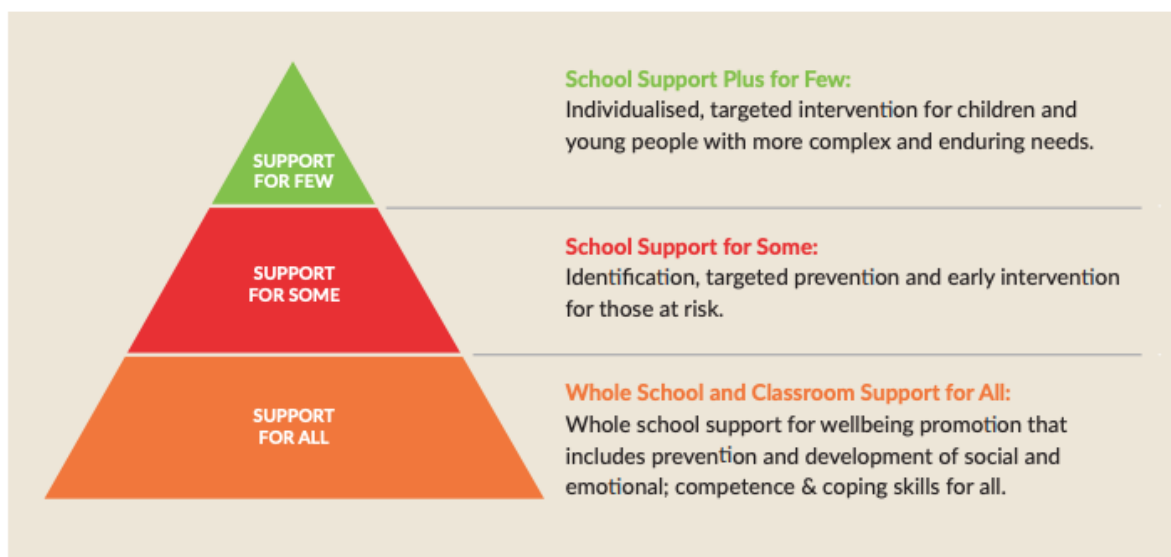 School Support Plus for Few:
Individualised, targeted intervention for children and
young people with more complex and enduring needs.
SUPPORT
FOR FEW
School Support for Some:
Identification, targeted prevention and early intervention
for those at risk.
SUPPORT
FOR SOME
Whole School and Classroom Support for All:
Whole school support for wellbeing promotion that
includes prevention and development of social and
emotional; competence & coping skills for all.
SUPPORT
FOR ALL